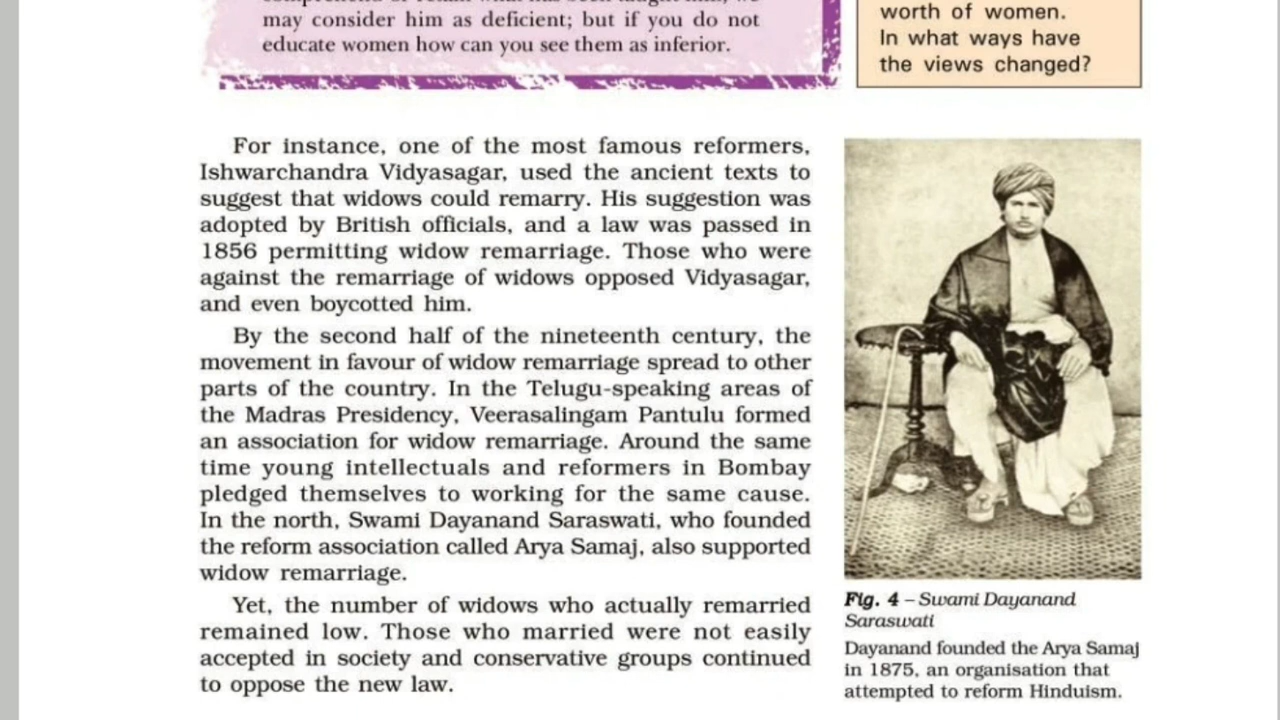 may consider him as deficient; but if you do not
educate women how can you see them as inferior.
worth of women.
In what ways have
the views changed?
For instance, one of the most famous reformers,
Ishwarchandra Vidyasagar, used the ancient texts to
suggest that widows could remarry. His suggestion was
adopted by British officials, and a law was passed in
1856 permitting widow remarriage. Those who were
against the remarriage of widows opposed Vidyasagar,
and even boycotted him.
By the second half of the nineteenth century, the
movement in favour of widow remarriage spread to other
parts of the country. In the Telugu-speaking areas of
the Madras Presidency, Veerasalingam Pantulu formed
an association for widow remarriage. Around the same
time young intellectuals and reformers in Bombay
pledged themselves to working for the same cause.
In the north, Swami Dayanand Saraswati, who founded
the reform association called Arya Samaj, also supported
widow remarriage.
Yet, the number of widows who actually remarried
remained low. Those who married were not easily
accepted in society and conservative groups continued
to oppose the new law.
Fig. 4 – Swami Dayanand
Saraswati
Dayanand founded the Arya Samaj
in 1875, an organisation that
attempted to reform Hinduism.